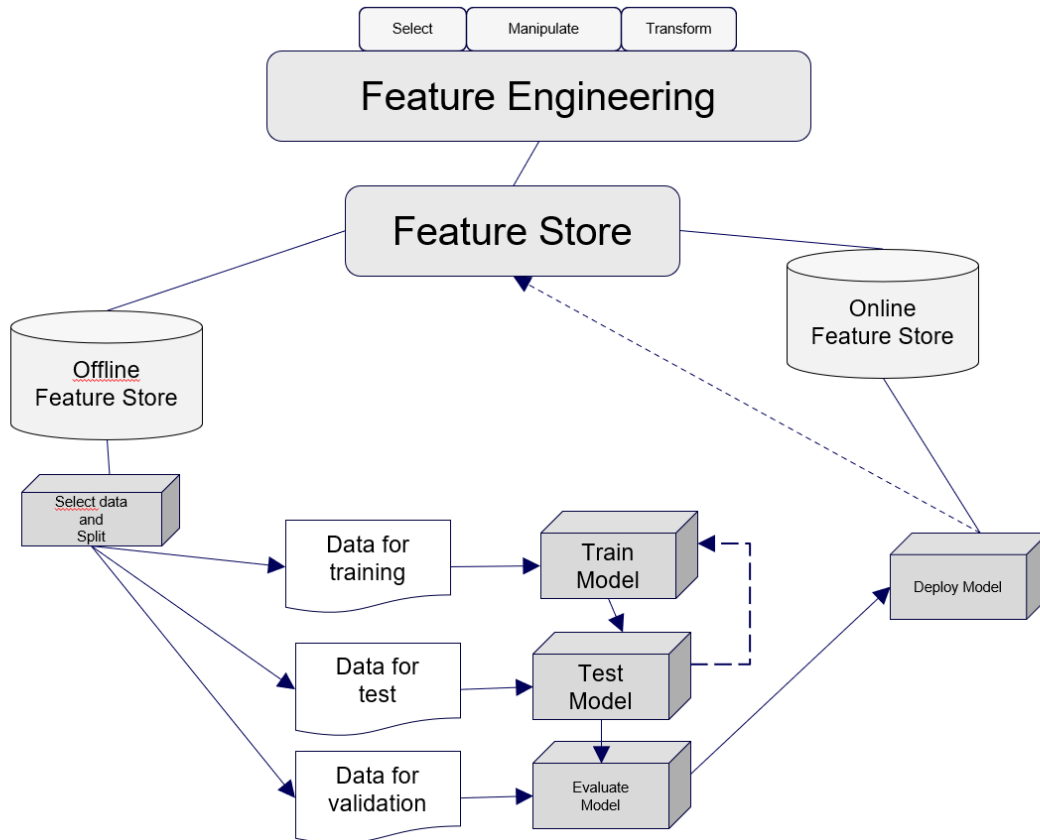 Select
Manipulate
Transform
Feature Engineering
Feature Store
Online
Feature Store
Offline
Feature Store
Select data
and
Split
Data for
training
Train
Model
Deploy Model
Data for
test
Test
Model
Data for
validation
Evaluate
Model